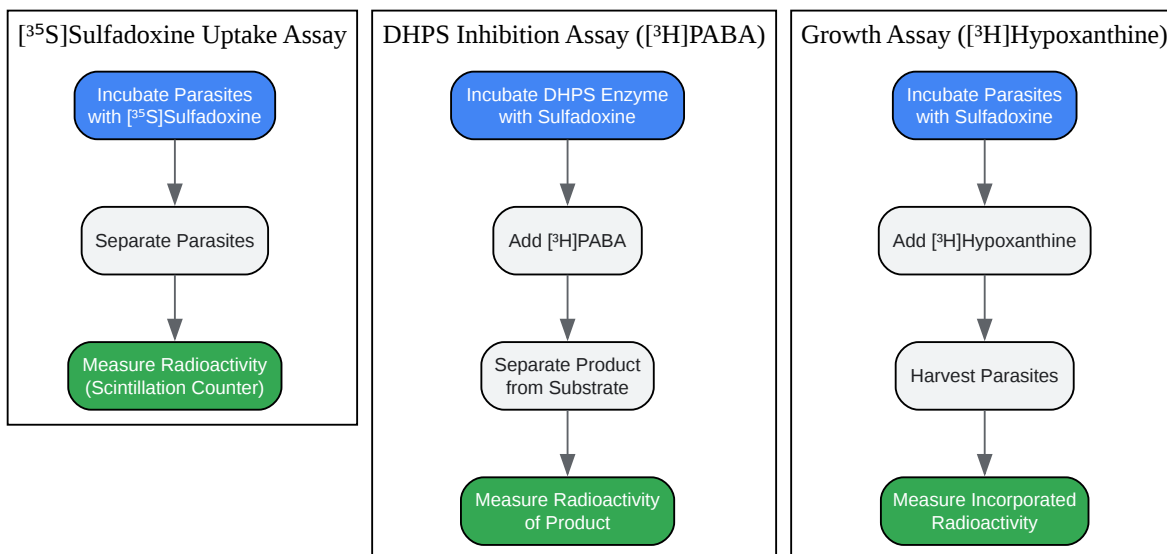 [³⁵S]Sulfadoxine Uptake Assay
Incubate Parasites
with [³⁵S]Sulfadoxine
Separate Parasites
Measure Radioactivity
(Scintillation Counter)
DHPS Inhibition Assay ([³H]PABA)
Incubate DHPS Enzyme
with Sulfadoxine
Add [³H]PABA
Separate Product
from Substrate
Measure Radioactivity
of Product
Growth Assay ([³H]Hypoxanthine)
Incubate Parasites
with Sulfadoxine
Add [³H]Hypoxanthine
Harvest Parasites
Measure Incorporated
Radioactivity